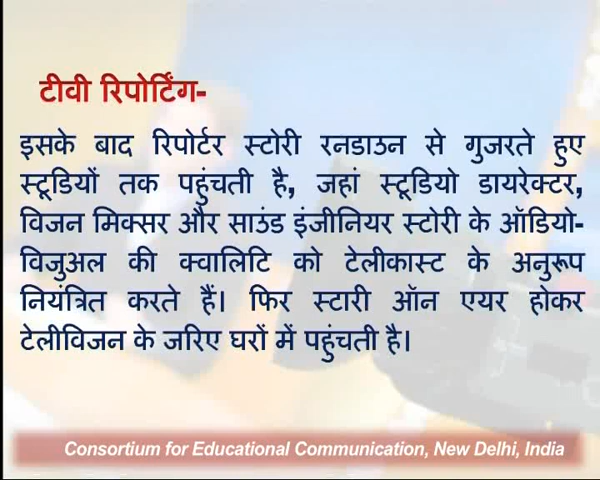 टीवी रिपोर्टिंग-
इसके बाद रिपोर्टर स्टोरी रनडाउन से गुजरते हुए
स्टूडियों तक पहुंचती है, जहां स्टूडियो डायरेक्टर,
विजन मिक्सर और साउंड इंजीनियर स्टोरी के ऑडियो-
विजुअल की क्वालिटि को टेलीकास्ट के अनुरूप
नियंत्रित करते हैं। फिर स्टारी ऑन एयर होकर
टेलीविजन के जरिए घरों में पहुंचती है।
Consortium for Educational Communication, New Delhi, India